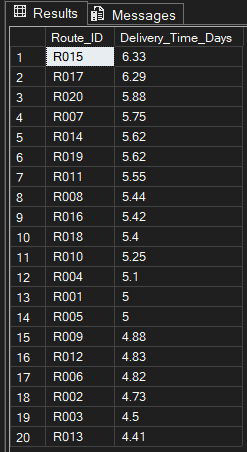 Results Messages
Route_ID Delivery_Time_Days
1 R015 6.33
2 R017 6.29
3 R020 5.88
4 R007 5.75
5 R014 5.62
6 R019 5.62
7 R011 5.55
8 R008 5.44
9 R016 5.42
10 R018 5.4
11 R010 5.25
12 R004 5.1
13 R001 5
14 R005 5
15 R009 4.88
16 R012 4.83
17 R006 4.82
18 R002 4.73
19 R003 4.5
20 R013 4.41